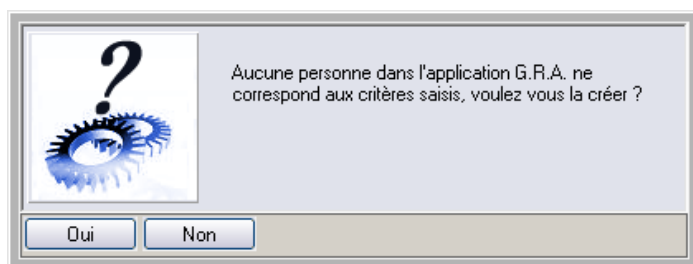 ?
Aucune personne dans l'application G.R.A. ne
correspond aux critères saisis, voulez vous la créer ?
Oui
Non